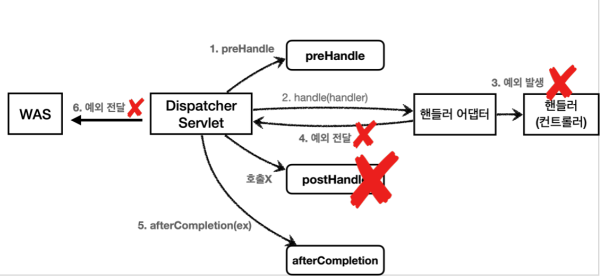 1. preHandle
preHandle
3. 예외 발생
6. 예외 전달
2. handle(handler)
WAS
Dispatcher
Servlet
핸들러 어댑터
핸들러
(컨트롤러)
4. 예외 전달
호출X
postHandle
5. afterCompletion(ex)
afterCompletion